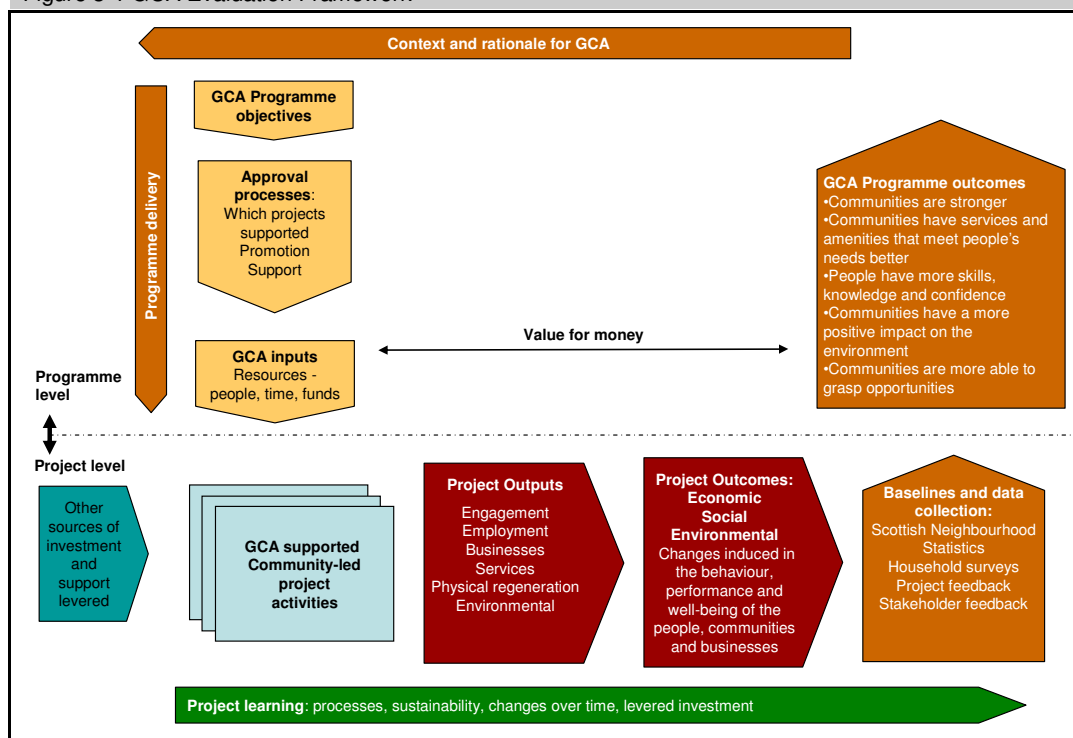 Figure GCA Evaluation Framework
Context and rationale for GCA
Programme delivery
GCA Programme
objectives
Approval
processes:
Which projects
supported
Promotion
Support
GCA inputs
Resources -
people, time, funds
Value for money
GCA Programme outcomes
•Communities are stronger
•Communities have services and
amenities that meet people's
needs better
•People have more skills,
knowledge and confidence
•Communities have a more
positive impact on the
environment
•Communities are more able to
grasp opportunities
Programme
level
Project level
Other
sources of
investment
and
support
levered
GCA supported
Community-led
project
activities
Project Outputs
Engagement
Employment
Businesses
Services
Physical regeneration
Environmental
Project Outcomes:
Economic
Social
Environmental
Changes induced in
the behaviour,
performance and
well-being of the
people, communities
and businesses
Baselines and data
collection:
Scottish Neighbourhood
Statistics
Household surveys
Project feedback
Stakeholder feedback
Project learning: processes, sustainability, changes over time, levered investment